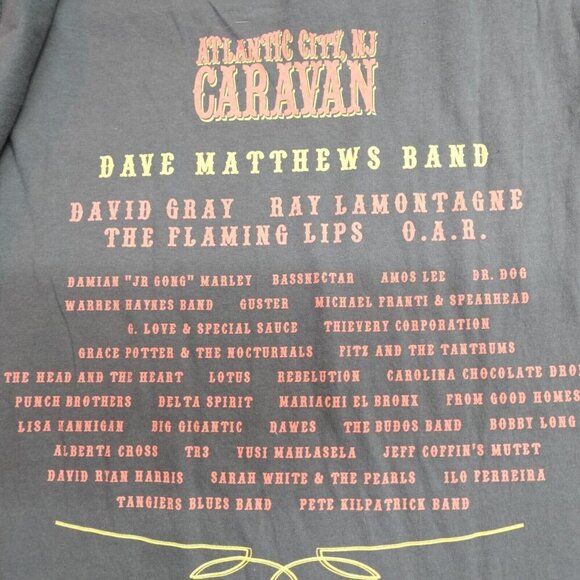 ATLANTIC CITY, NJ
CARAVAN
DAVE MATTHEWS BAND
DAVID GRAY RAY LAMONTAGNE
THE FLAMING LIPS O.A.R.
DAMIAN "JR GONG" MARLEY BASSNECTAR AMOS LEE DR. DOG
WARREN HAYNES BAND GUSTER MICHAEL FRANTI & SPEARHEAD
G. LOVE & SPECIAL SAUCE THIEVERY CORPORATION
GRACE POTTER & THE NOCTURNALS FITZ AND THE TANTRUMS
THE HEAD AND THE HEART LOTUS REBELUTION CAROLINA CHOCOLATE DRO
PUNCH BROTHERS DELTA SPIRIT MARIACHI EL BRONX FROM GOOD HOMES
LISA HANNIGAN BIG GIGANTIC DAWES THE BUDOS BAND BOBBY LONG
ALBERTA CROSS TR3 VUSI MAHLASELA JEFF COFFIN'S MUTET
DAVID RYAN HARRIS SARAH WHITE & THE PEARLS ILO FERREIRA
TANGIERS BLUES BAND PETE KILPATRICK BAND